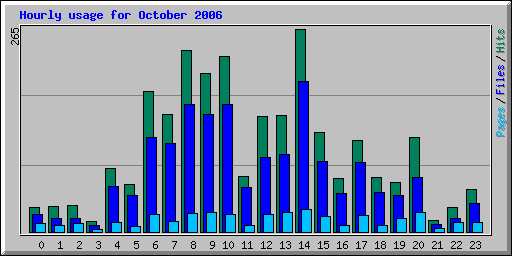 Hourly usage for October 2006
265
Pages / Files / Hits
0 1 2 3 4 5 6 7 8 9 10 11 12 13 14 15 16 17 18 19 20 21 22 23